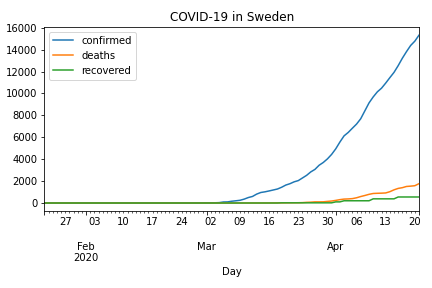 COVID-19 in Sweden
confirmed
deaths
recovered
16000
14000
12000
10000
8000
6000
4000
2000
0
27 03 10 17 24 02 09 16 23 30 06 13 20
Feb Mar Apr
2020
Day